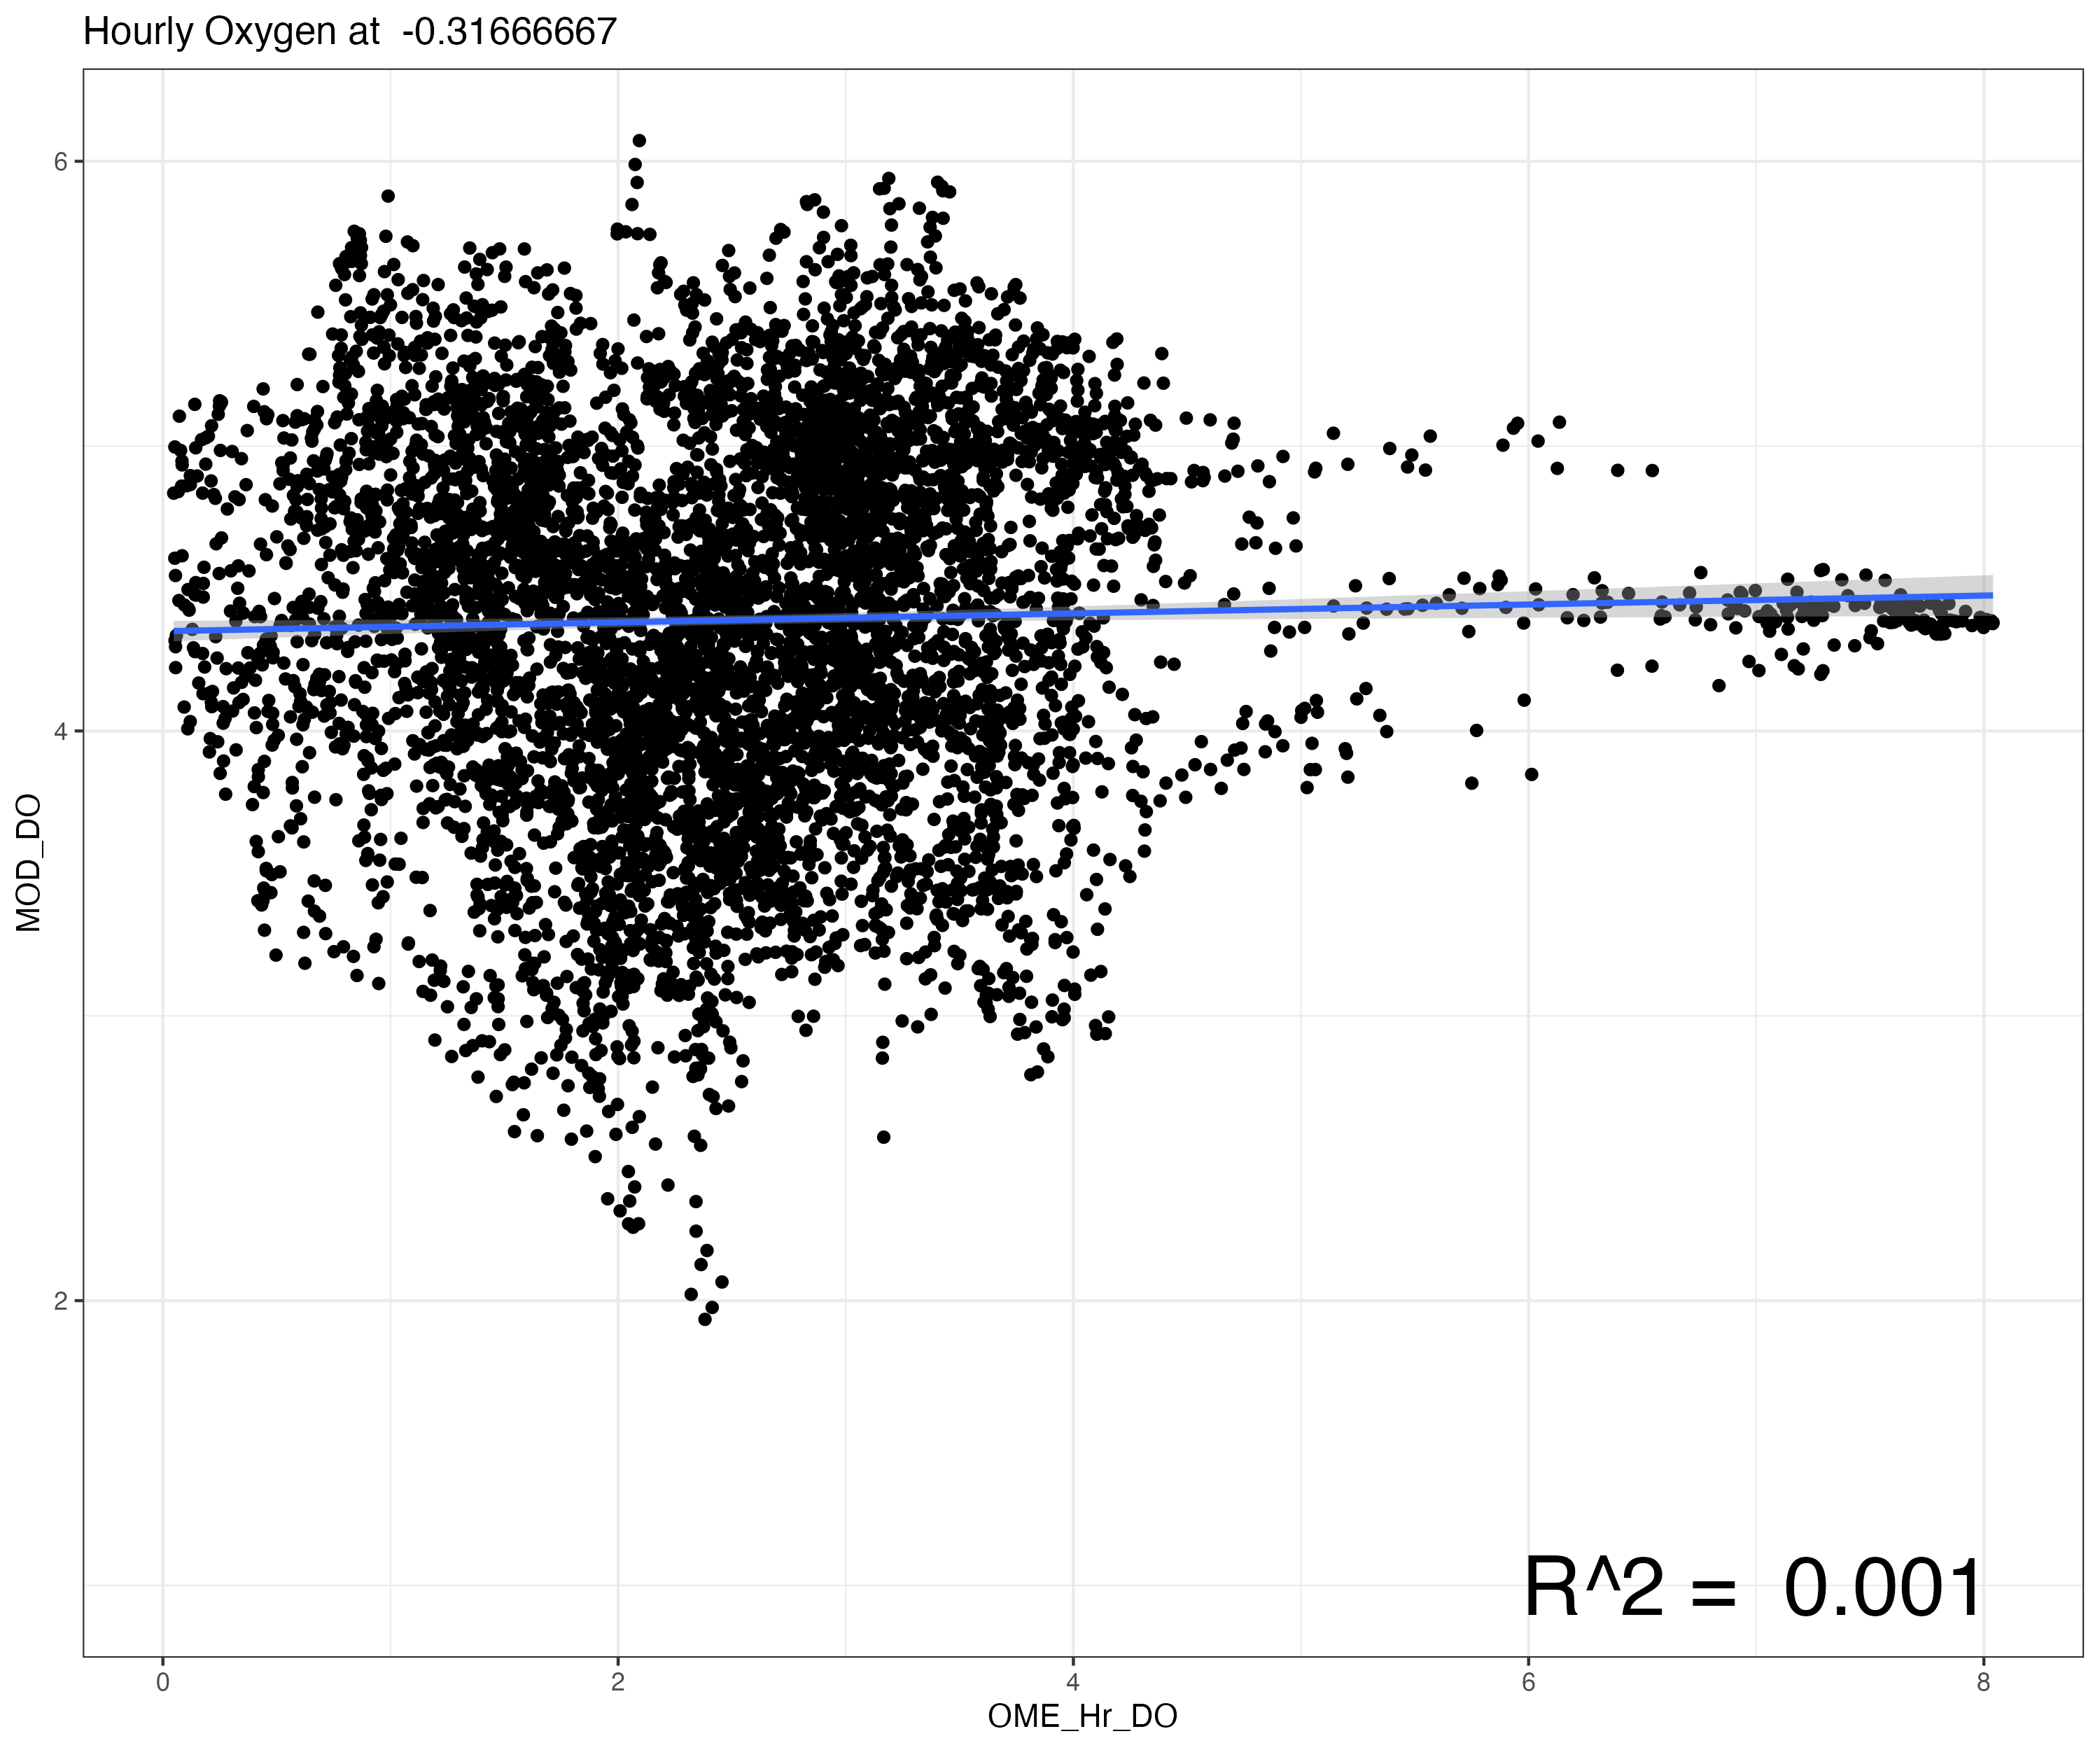 Hourly Oxygen at  -0.31666667
6
4
2
MOD_DO
R^2 =  0.001
0 2 4 6 8
OME_Hr_DO